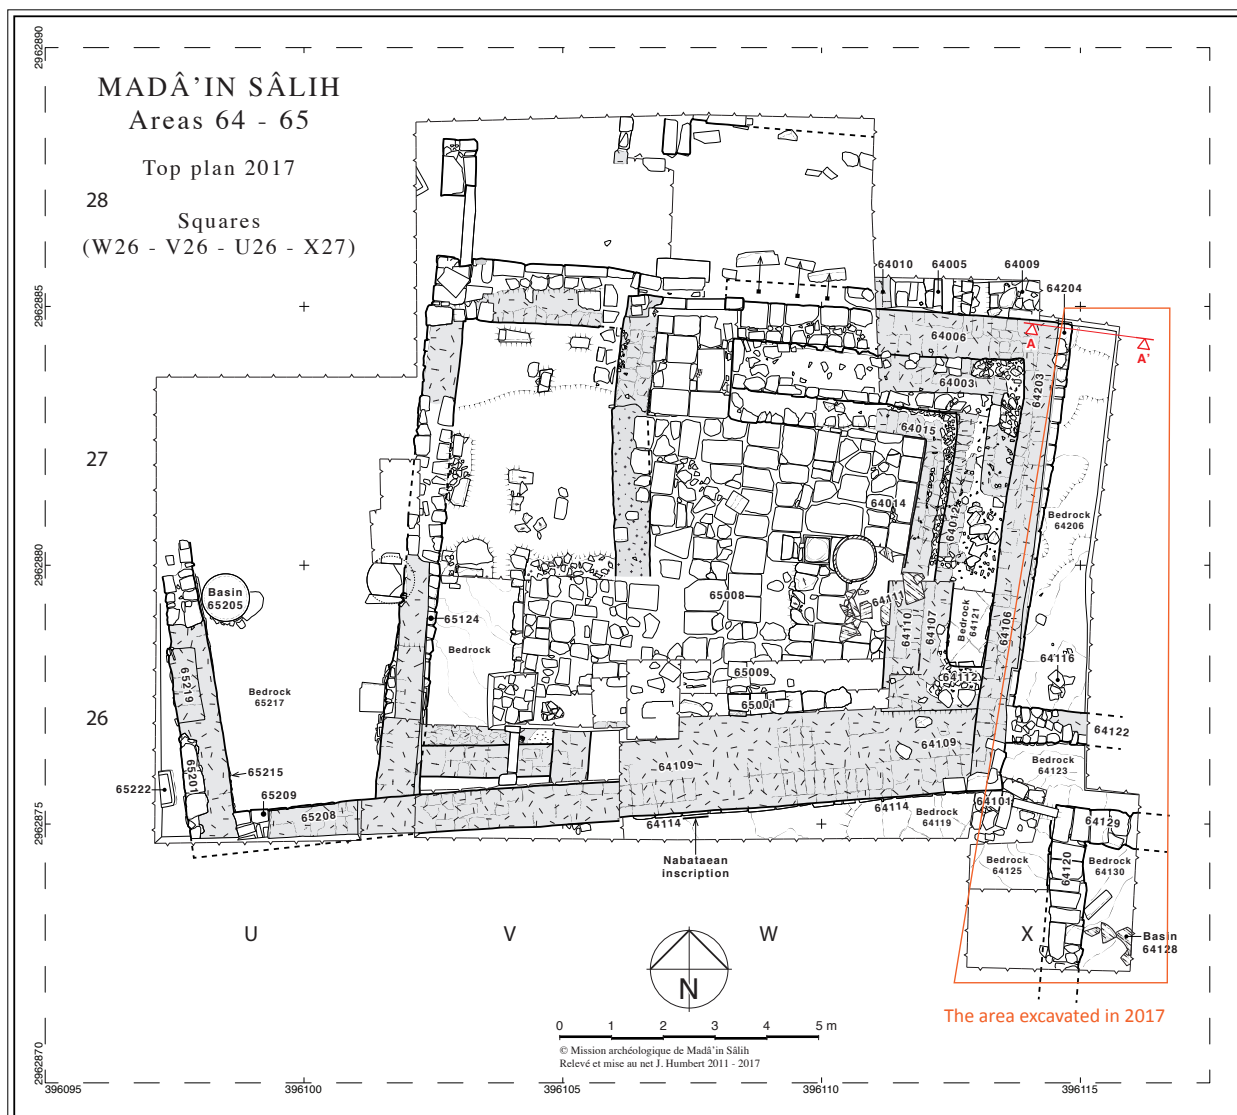 MADÂ'IN SÂLIH
Areas 64 - 65
Top plan 2017
Squares
(W26 - V26 - U26 - X27)
2962890
2962885
2962880
2962875
2962870
28
27
26
64010
64005
64009
64204
64006
A
A'
64003
64203
64015
64014
64012
Bedrock
64206
Basin
65205
65124
65008
64111
64110
64107
Bedrock
64121
64106
Bedrock
65219
Bedrock
65217
65009
64112
64116
65001
64122
65201
65215
64109
64109
Bedrock
64123
65222
65209
65208
64114
64114
64101
Bedrock
64119
64129
Nabataean
inscription
Bedrock
64125
64120
Bedrock
64130
U
V
W
X
Basin
64128
N
The area excavated in 2017
0 1 2 3 4 5 m
© Mission archéologique de Madâ'in Sâlih
Relevé et mise au net J. Humbert 2011 - 2017
396095
396100
396105
396110
396115